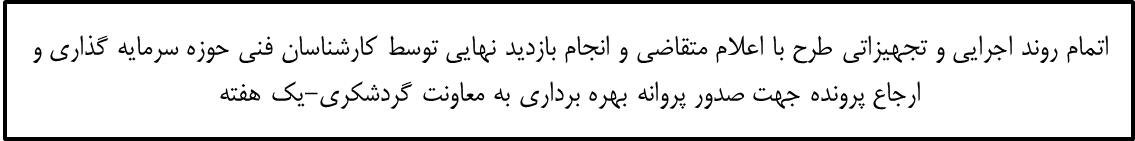 اتمام روند اجرایی و تجهیزاتی طرح با اعلام متقاضی و انجام بازدید نهایی توسط کارشناسان فنی حوزه سرمایه گذاری و
ارجاع پرونده جهت صدور پروانه بهره برداری به معاونت گردشکری-یک هفته